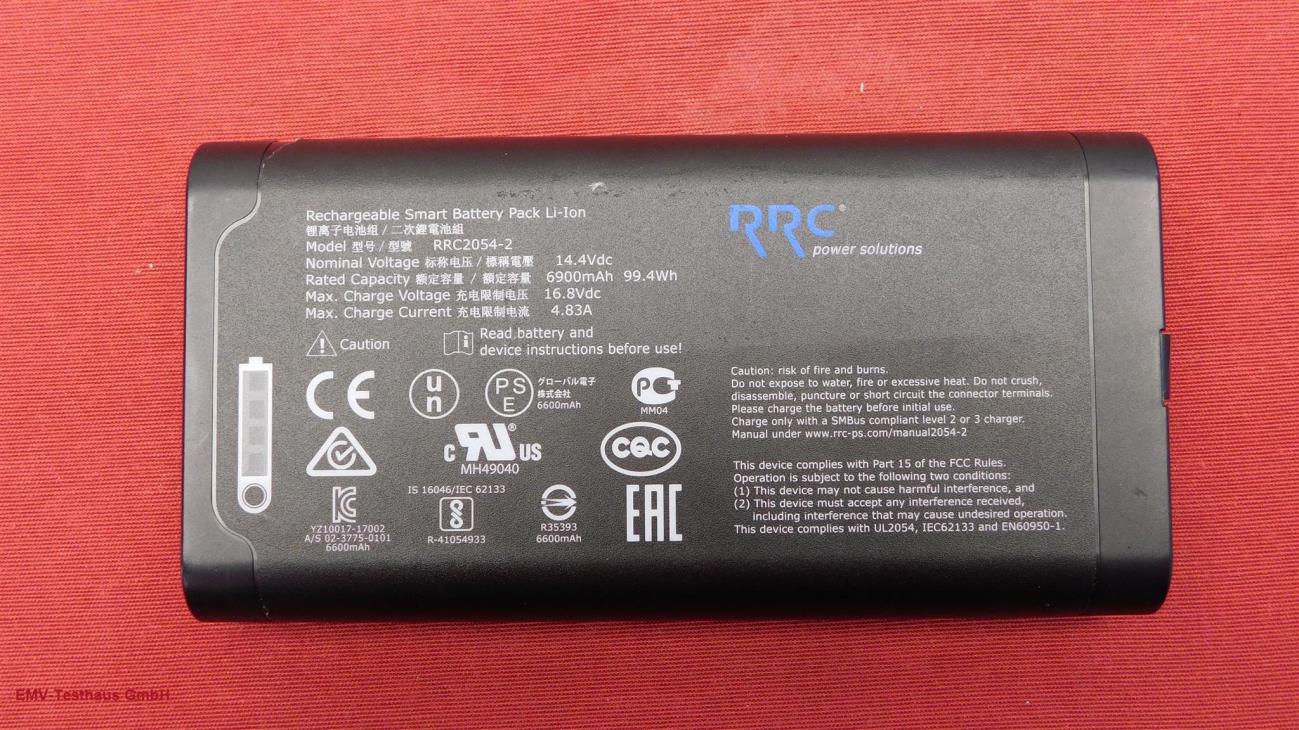 Rechargeable Smart Battery Pack Li-Ion
锂离子电池组 / 二次鋰電池組
Model 型号 / 型號 RRC2054-2
Nominal Voltage 标称电压 / 標稱電壓 14.4Vdc
Rated Capacity 额定容量 / 額定容量 6900mAh 99.4Wh
Max. Charge Voltage 充电限制电压 16.8Vdc
Max. Charge Current 充电限制电流 4.83A
Caution
Read battery and
device instructions before use!
CE
un
PSE
グローバル電子
株式会社
6600mAh
PCT
MM04
c RU® US
MH49040
CQC
KC
YZ10017-17002
A/S 02-3775-0101
6600mAh
IS 16046/IEC 62133
R-41054933
R35393
6600mAh
EAC
RRC®
power solutions
Caution: risk of fire and burns.
Do not expose to water, fire or excessive heat. Do not crush,
disassemble, puncture or short circuit the connector terminals.
Please charge the battery before initial use.
Charge only with a SMBus compliant level 2 or 3 charger.
Manual under www.rrc-ps.com/manual2054-2
This device complies with Part 15 of the FCC Rules.
Operation is subject to the following two conditions:
(1) This device may not cause harmful interference, and
(2) This device must accept any interference received,
including interference that may cause undesired operation.
This device complies with UL2054, IEC62133 and EN60950-1.
EMV-Testhaus GmbH